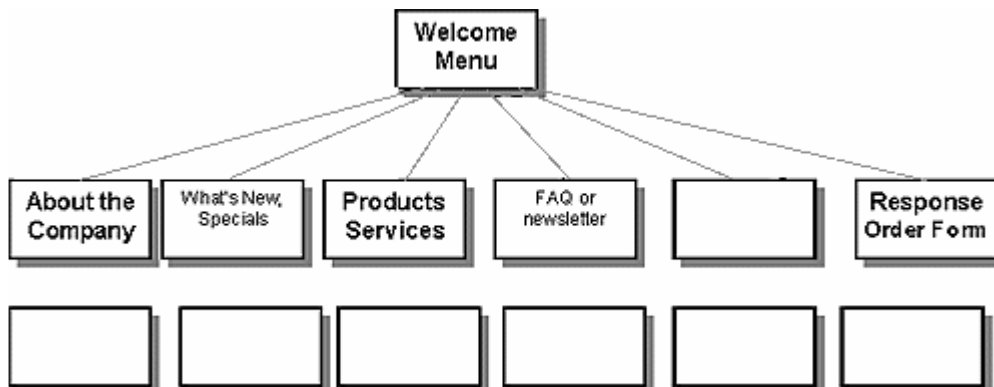 Welcome
Menu
About the
Company
What's New,
Specials
Products
Services
FAQ or
newsletter
Response
Order Form